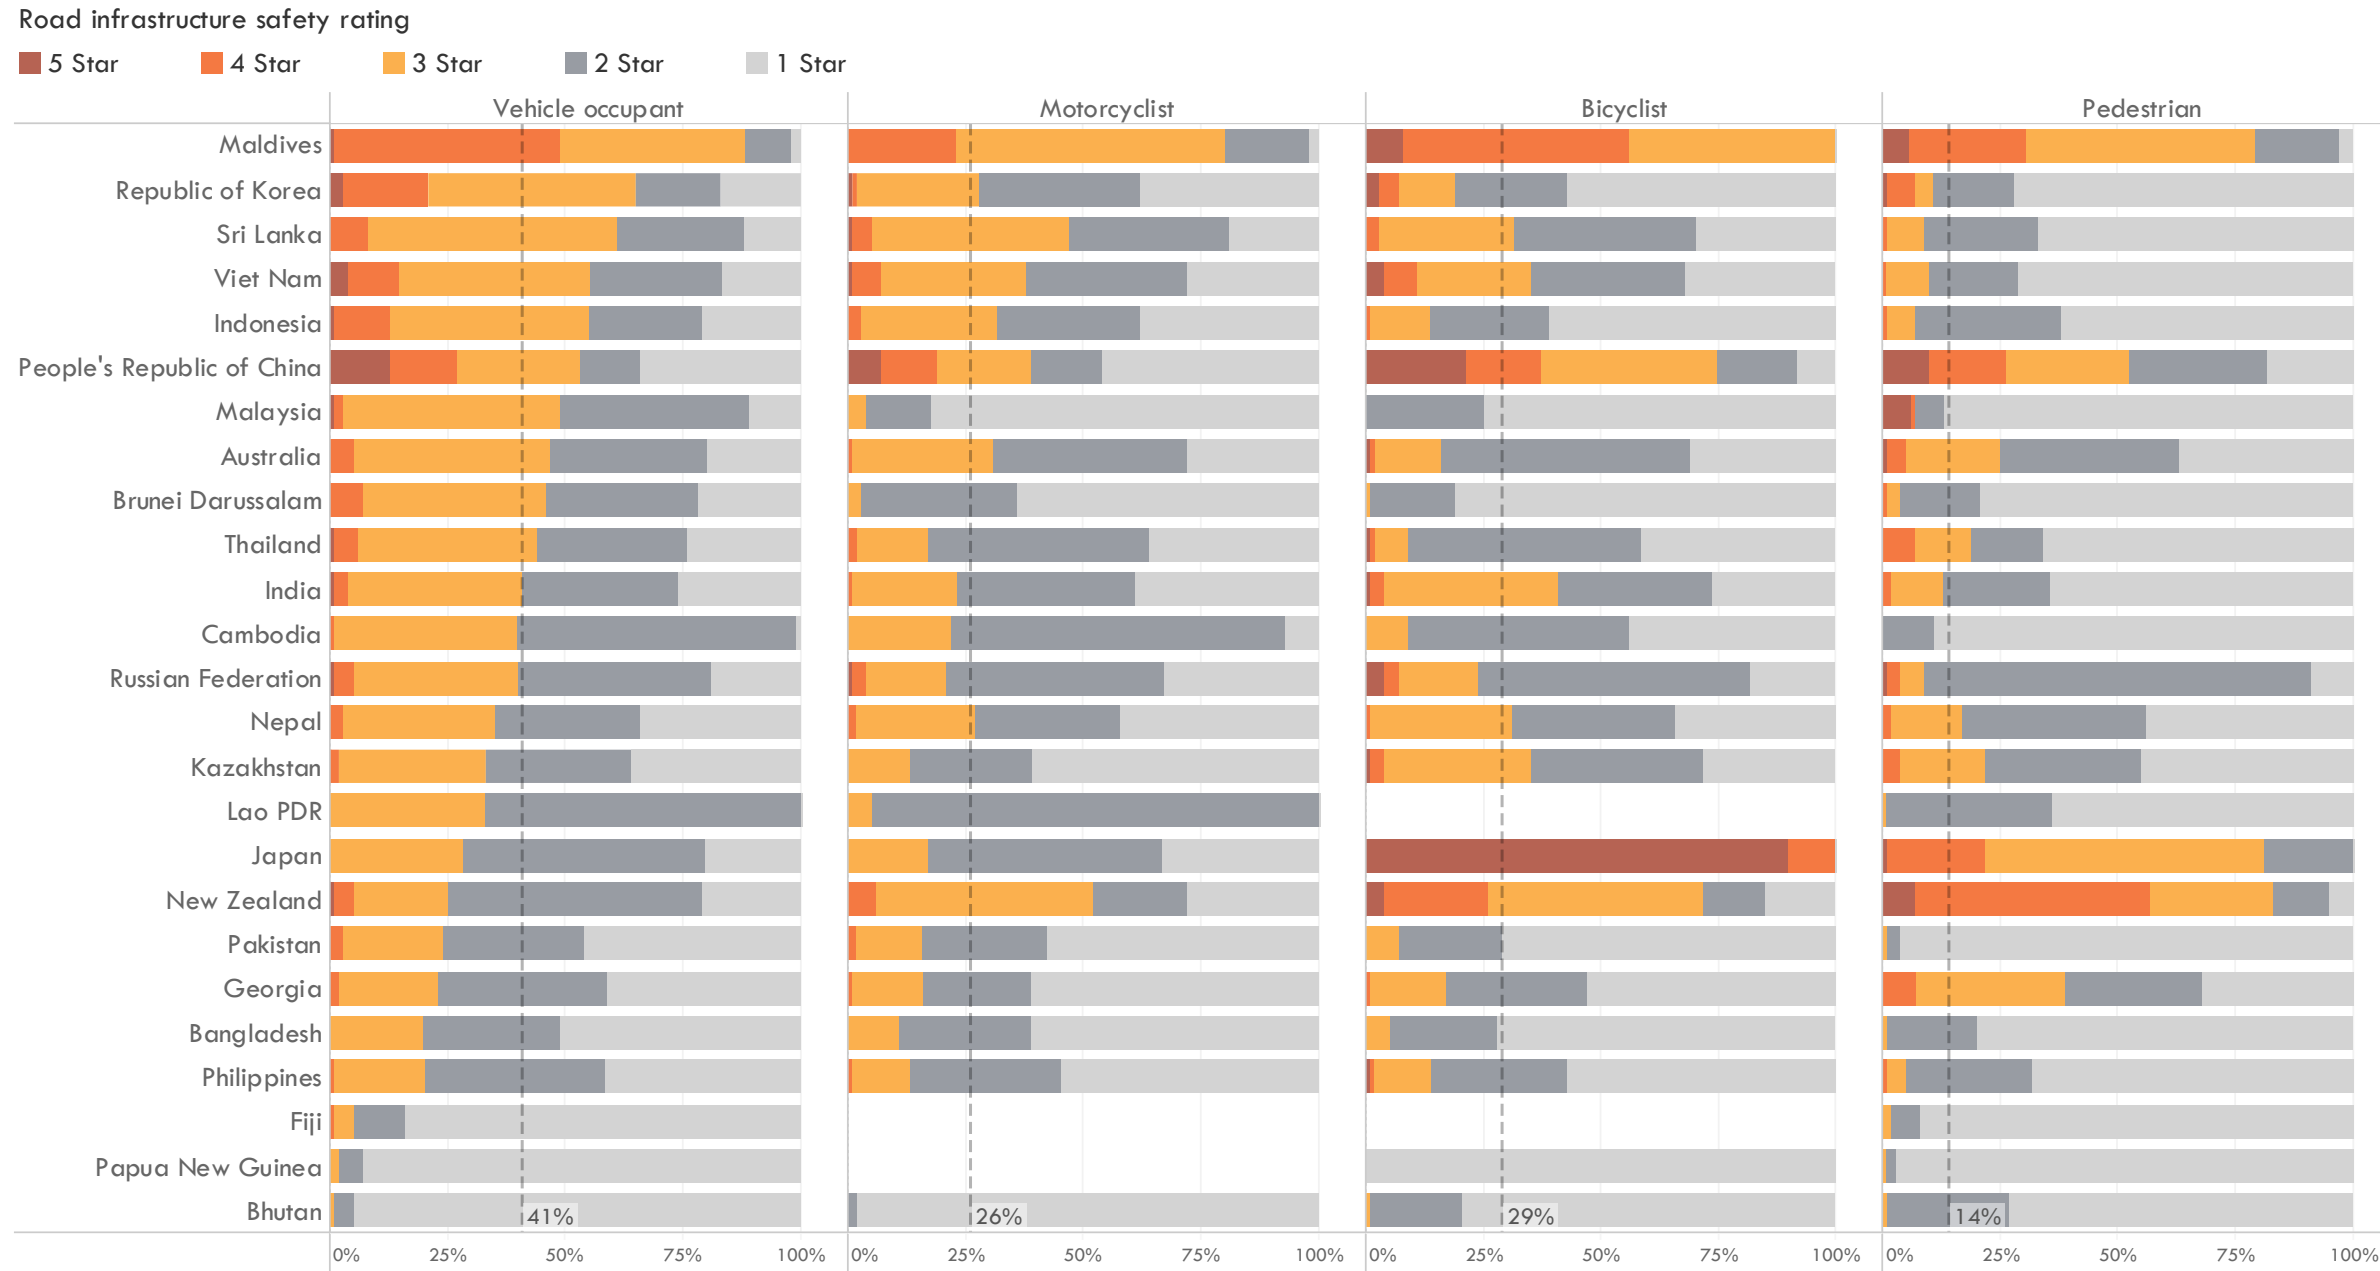 Road infrastructure safety rating
5 Star 4 Star 3 Star 2 Star 1 Star
Vehicle occupant Motorcyclist Bicyclist Pedestrian
Maldives
Republic of Korea
Sri Lanka
Viet Nam
Indonesia
People's Republic of China
Malaysia
Australia
Brunei Darussalam
Thailand
India
Cambodia
Russian Federation
Nepal
Kazakhstan
Lao PDR
Japan
New Zealand
Pakistan
Georgia
Bangladesh
Philippines
Fiji
Papua New Guinea
Bhutan 41% 26% 29% 14%
0% 25% 50% 75% 100% 0% 25% 50% 75% 100% 0% 25% 50% 75% 100% 0% 25% 50% 75% 100%